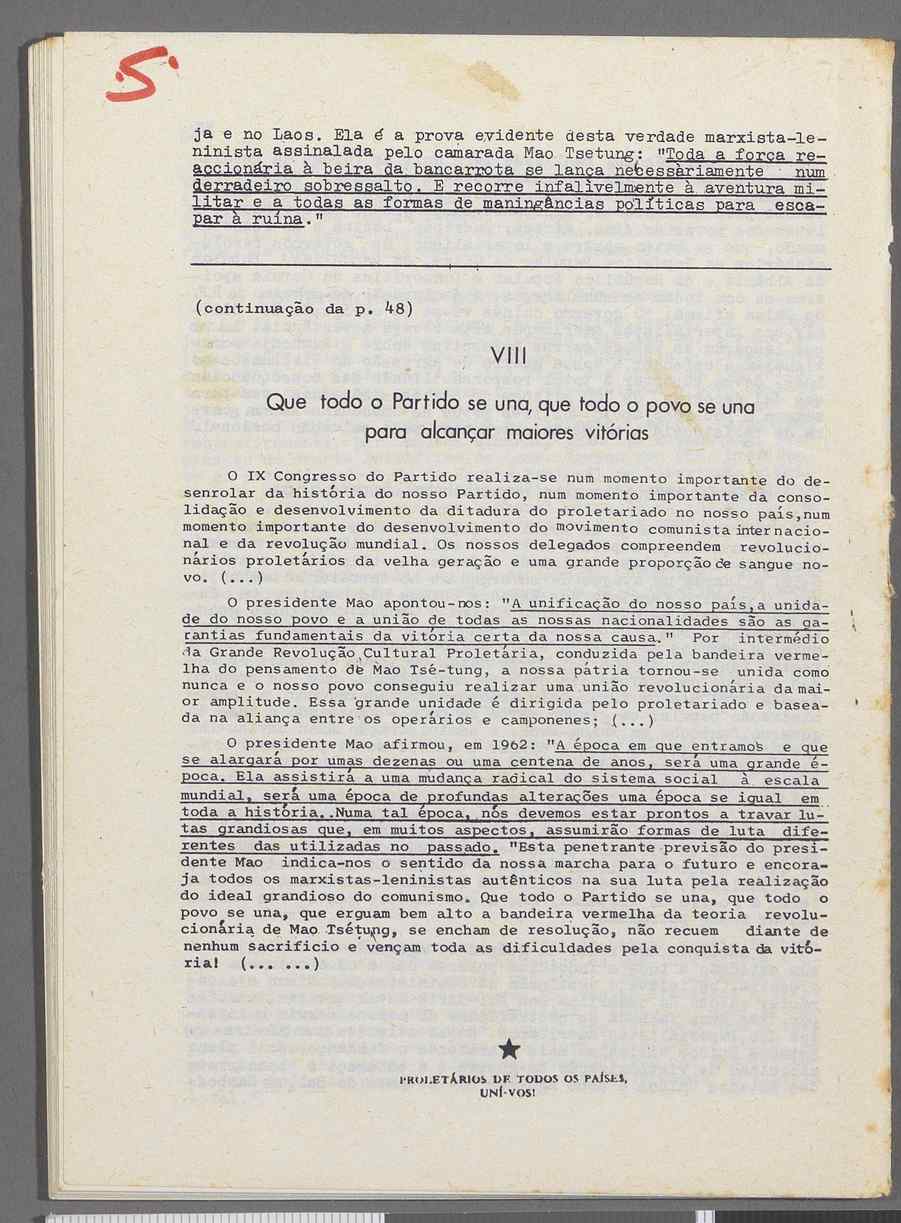 .S.
ja e no Laos. Ela é a prova evidente desta verdade marxista-le-
ninista assinalada pelo camarada Mao Tsetung: "Toda a força re-
accionária à beira da bancarrota se lança necessàriamente num
derradeiro sobressalto. E recorre infalìvelmente à aventura mi-
litar e a todas as formas de maningâncias políticas para esca-
par à ruína."
(continuação da p. 48)
VIII
Que todo o Partido se una, que todo o povo se una
para alcançar maiores vitórias
O IX Congresso do Partido realiza-se num momento importante do de-
senrolar da história do nosso Partido, num momento importante da conso-
lidação e desenvolvimento da ditadura do proletariado no nosso país,num
momento importante do desenvolvimento do movimento comunista internacio-
nal e da revolução mundial. Os nossos delegados compreendem revolucio-
nários proletários da velha geração e uma grande proporção de sangue no-
vo. (...)
O presidente Mao apontou-nos: "A unificação do nosso país,a unida-
de do nosso povo e a união de todas as nossas nacionalidades são as ga-
rantias fundamentais da vitória certa da nossa causa." Por intermédio
da Grande Revolução Cultural Proletária, conduzida pela bandeira verme-
lha do pensamento de Mao Tsé-tung, a nossa pátria tornou-se unida como
nunca e o nosso povo conseguiu realizar uma união revolucionária da mai-
or amplitude. Essa grande unidade é dirigida pelo proletariado e basea-
da na aliança entre os operários e camponenes; (...)
O presidente Mao afirmou, em 1962: "A época em que entramos e que
se alargará por umas dezenas ou uma centena de anos, será uma grande é-
poca. Ela assistirá a uma mudança radical do sistema social à escala
mundial, será uma época de profundas alterações uma época se igual em
toda a história..Numa tal época, nós devemos estar prontos a travar lu-
tas grandiosas que, em muitos aspectos, assumirão formas de luta dife-
rentes das utilizadas no passado. "Esta penetrante previsão do presi-
dente Mao indica-nos o sentido da nossa marcha para o futuro e encora-
ja todos os marxistas-leninistas autênticos na sua luta pela realização
do ideal grandioso do comunismo. Que todo o Partido se una, que todo o
povo se una, que erguam bem alto a bandeira vermelha da teoria revolu-
cionária de Mao Tsétung, se encham de resolução, não recuem diante de
nenhum sacrificio e vençam toda as dificuldades pela conquista da vitó-
ria! (... ...)
PROLETÁRIOS DE TODOS OS PAÍSES,
UNÍ-VOS!